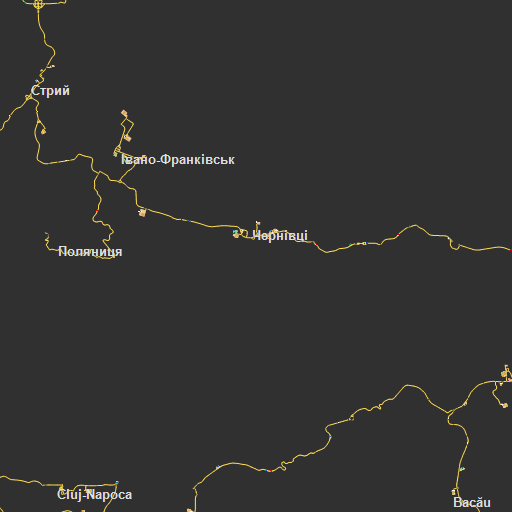 Стрий
Івано-Франківськ
Чернівці
Поляниця
Cluj-Napoca
Bacău